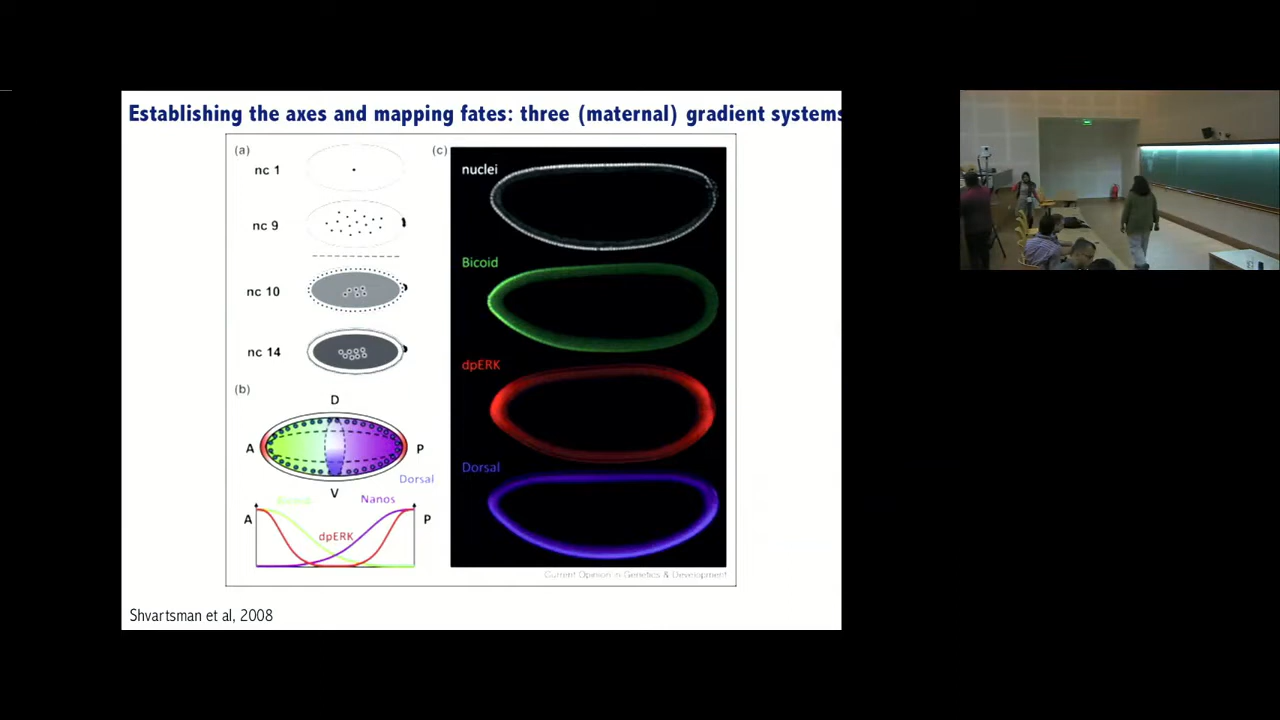 Establishing the axes and mapping fates: three (maternal) gradient systems
(a)
nc 1
nc 9
nc 10
nc 14
(b)
D
A
P
V
Dorsal
Bicoid
Nanos
A
P
dpERK
(c)
nuclei
Bicoid
dpERK
Dorsal
Current Opinion in Genetics & Development
Shvartsman et al, 2008